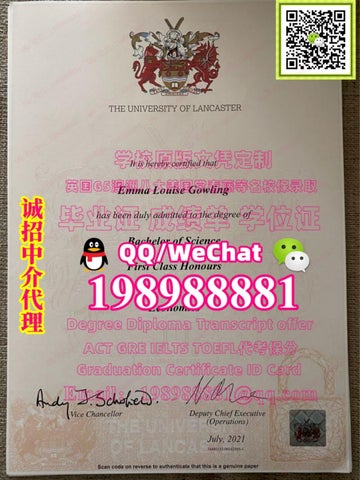 THE UNIVERSITY OF LANCASTER
It is hereby certified that
学校原版文凭定制
Emma Louise Gowling
has been duly admitted to the degree of
毕业证 成绩单 学位证
Bachelor of Science
QQ/WeChat
First Class Honours
198988881
诚招中介代理
Degree Diploma Transcript offer
ACT GRE IELTS TOEFL代考保分
Graduation Certificate ID Card
Vice Chancellor
Deputy Chief Executive
(Operations)
July, 2021
Scan code on reverse to authenticate that this is a genuine paper